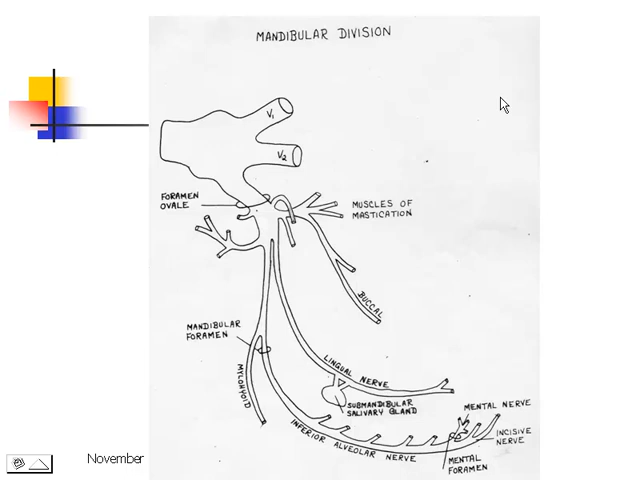 MANDIBULAR DIVISION
V1
V2
FORAMEN
OVALE
MUSCLES OF
MASTICATION
BUCCAL
MANDIBULAR
FORAMEN
MYLOHYOID
LINGUAL NERVE
SUBMANDIBULAR
SALIVARY GLAND
INFERIOR ALVEOLAR NERVE
MENTAL NERVE
INCISIVE
NERVE
MENTAL
FORAMEN
November